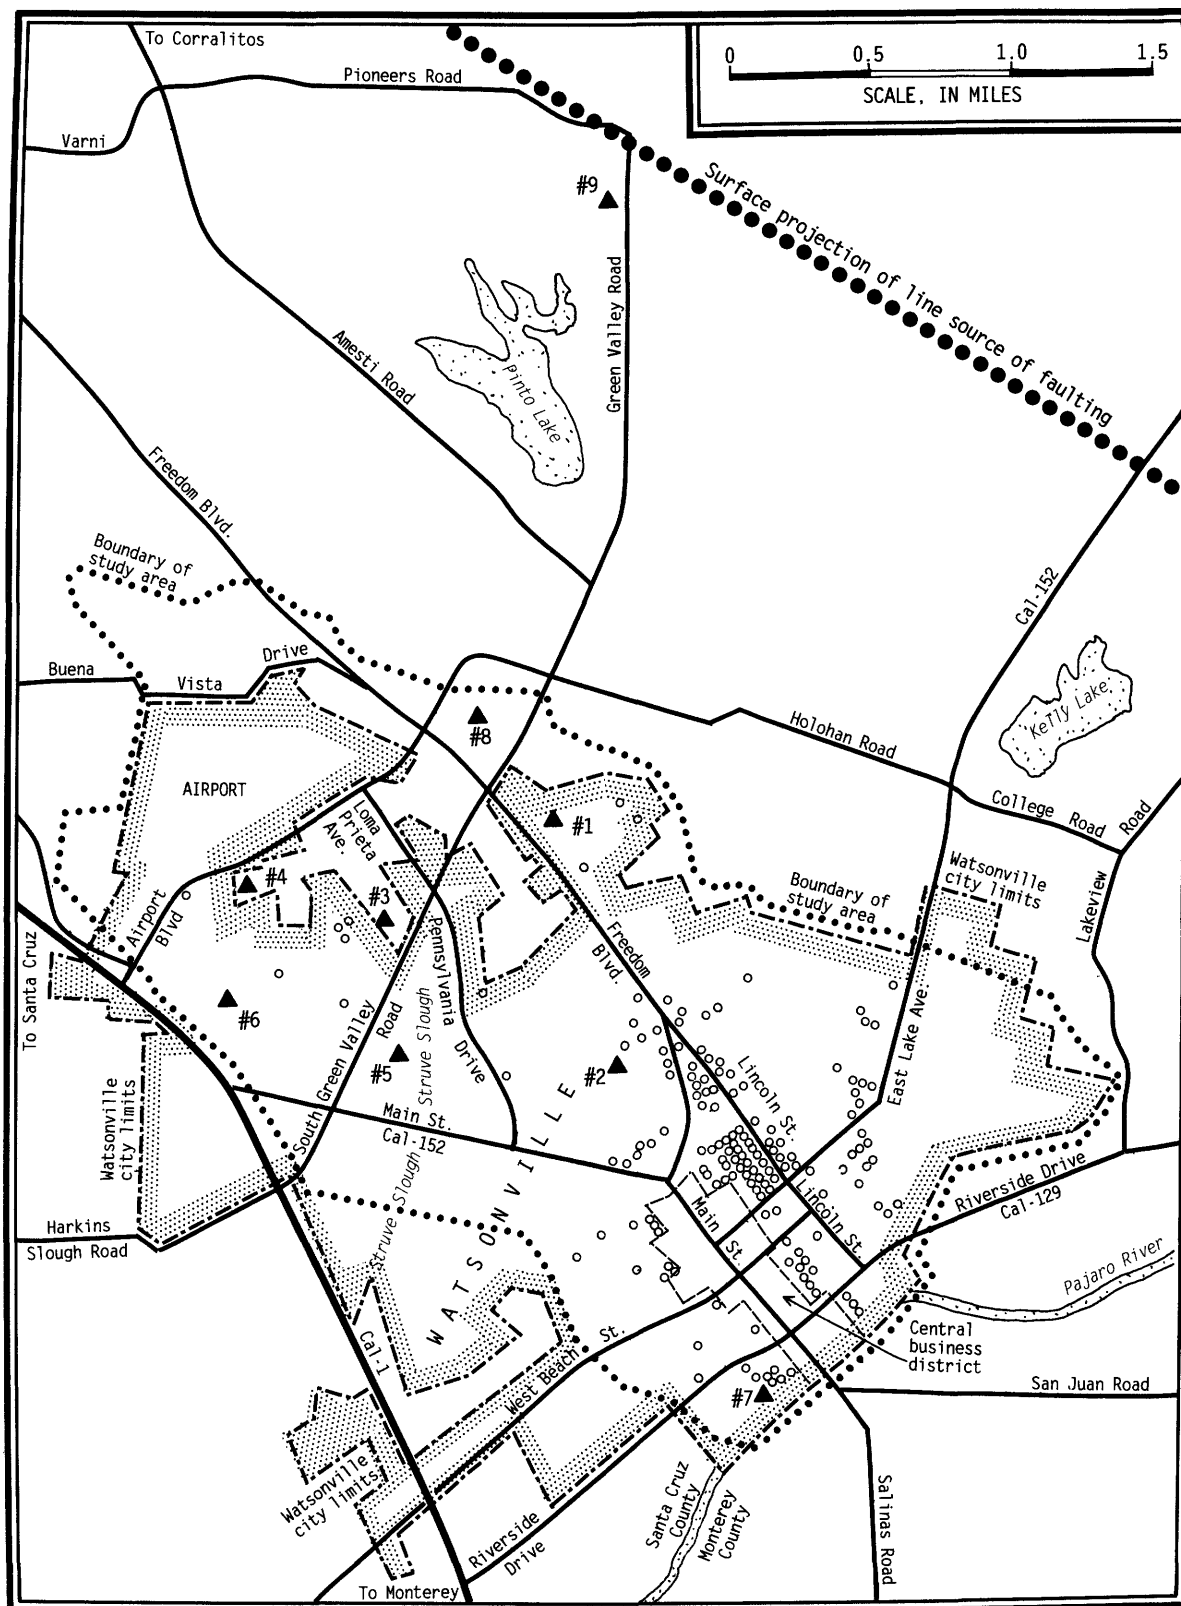 To Corralitos
Pioneers Road
Varni
0 0.5 1.0 1.5
SCALE, IN MILES
#9
Surface projection of line source of faulting
Green Valley Road
Amesti Road
Pinto Lake
Freedom Blvd.
Boundary of
study area
Cal-152
Buena
Vista
Drive
Kelly Lake
Holohan Road
#8
AIRPORT
Loma
Prieta
Ave.
#1
College Road
Road
Lakeview
Watsonville
city limits
Boundary of
study area
#4
#3
Airport
Blvd
Pennsylvania
Drive
Freedom
Blvd.
To Santa Cruz
#6
South Green Valley
Road
Struve Slough
#5
#2
East Lake Ave.
Lincoln St.
Watsonville
city limits
Main St.
Cal-152
WATSONVILLE
Struve Slough
Main
St.
Lincoln St.
Riverside Drive
Cal-129
Harkins
Slough Road
Pajaro River
Cal-1
West Beach
St.
Central
business
district
#7
San Juan Road
Watsonville
city limits
Santa Cruz
County
Monterey
County
Salinas Road
Riverside
Drive
To Monterey